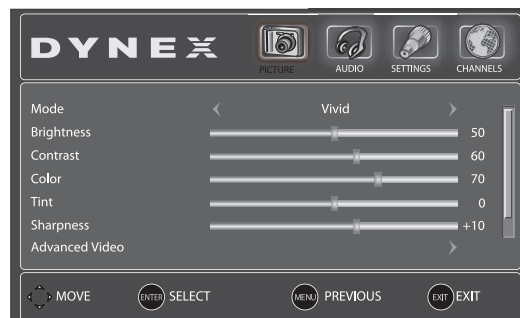 DYNEX
PICTURE AUDIO SETTINGS CHANNELS
Mode Vivid
Brightness 50
Contrast 60
Color 70
Tint 0
Sharpness +10
Advanced Video
MOVE ENTER SELECT MENU PREVIOUS EXIT EXIT